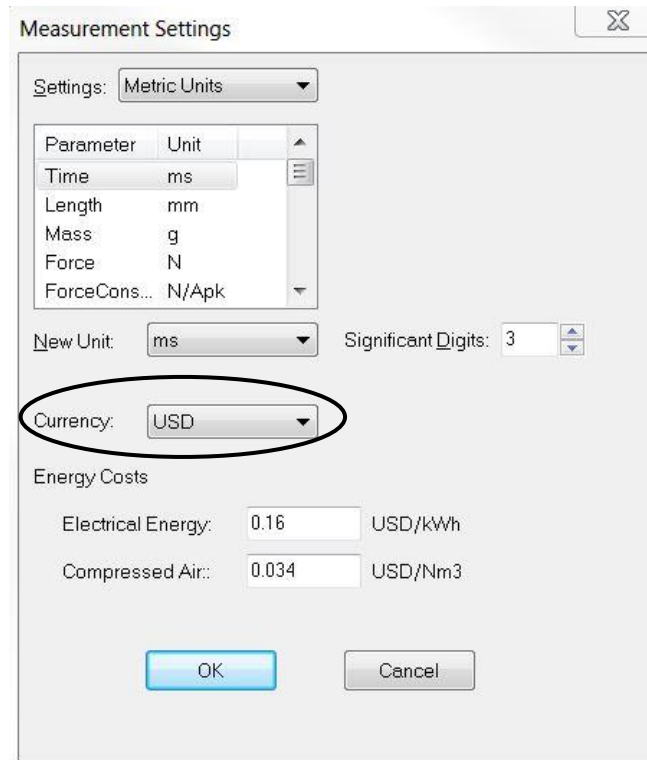 Measurement Settings
Settings: Metric Units
Parameter Unit
Time ms
Length mm
Mass g
Force N
ForceCons... N/Apk
New Unit: ms Significant Digits: 3
Currency: USD
Energy Costs
Electrical Energy: 0.16 USD/kWh
Compressed Air:: 0.034 USD/Nm3
OK Cancel